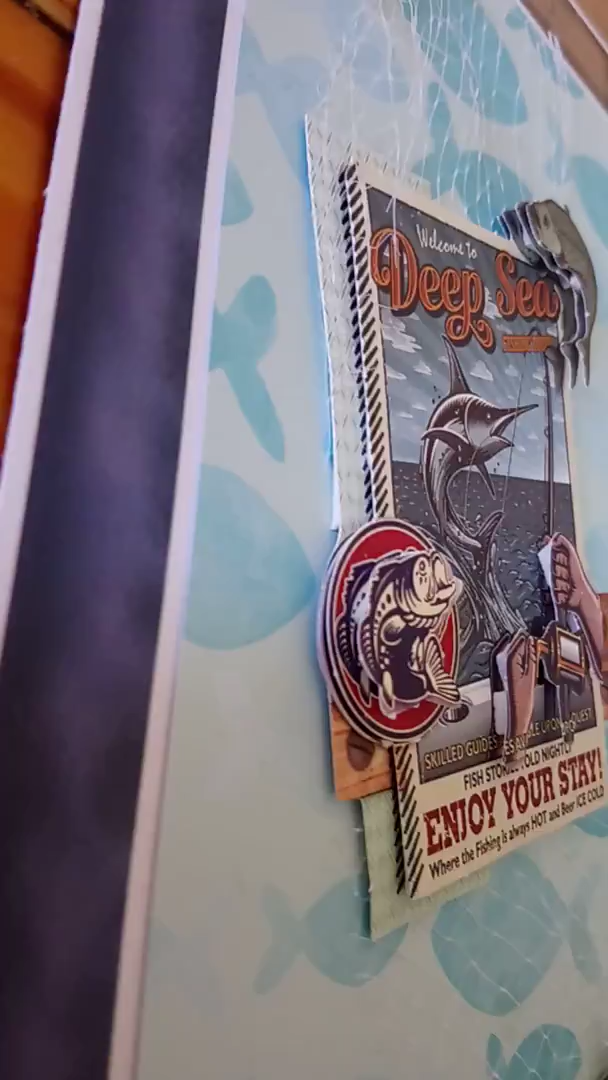 Welcome to
Deep Sea
SKILLED GUIDES UPON
FISH TOLD NIGHTLY
ENJOY YOUR STAY!
Where the Fishing is always HOT and Beer ICE COLD